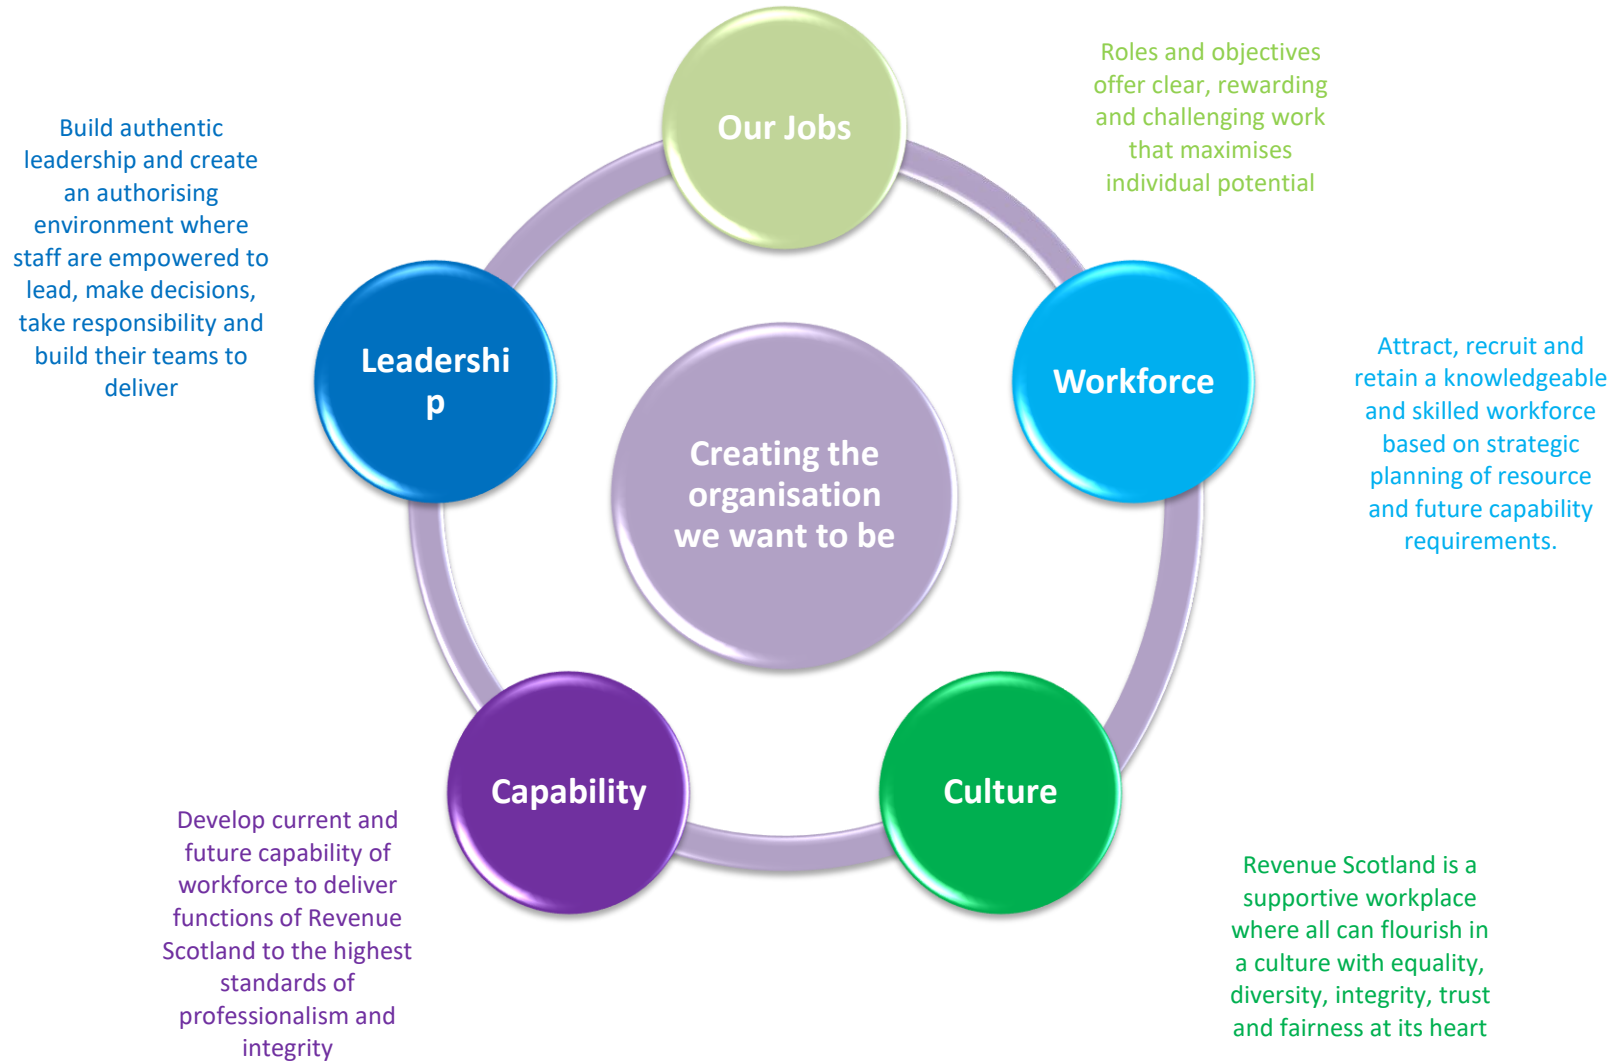 Our Jobs
Roles and objectives
offer clear, rewarding
and challenging work
that maximises
individual potential
Workforce
Attract, recruit and
retain a knowledgeable
and skilled workforce
based on strategic
planning of resource
and future capability
requirements.
Culture
Revenue Scotland is a
supportive workplace
where all can flourish in
a culture with equality,
diversity, integrity, trust
and fairness at its heart
Capability
Develop current and
future capability of
workforce to deliver
functions of Revenue
Scotland to the highest
standards of
professionalism and
integrity
Leadershi
p
Build authentic
leadership and create
an authorising
environment where
staff are empowered to
lead, make decisions,
take responsibility and
build their teams to
deliver
Creating the
organisation
we want to be